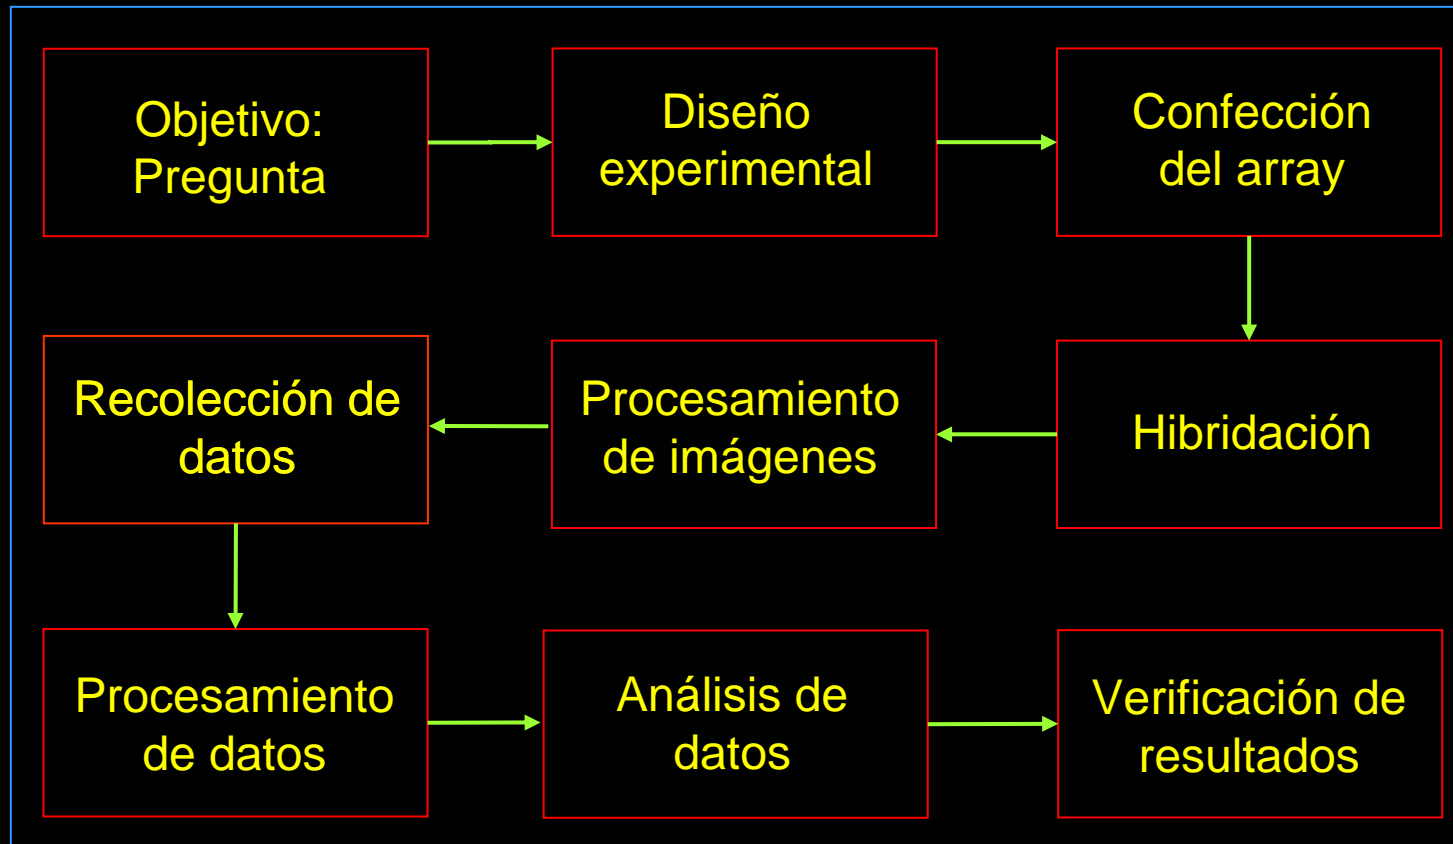 Objetivo:
Pregunta
Diseño
experimental
Confección
del array
Hibridación
Procesamiento
de imágenes
Recolección de
datos
Procesamiento
de datos
Análisis de
datos
Verificación de
resultados